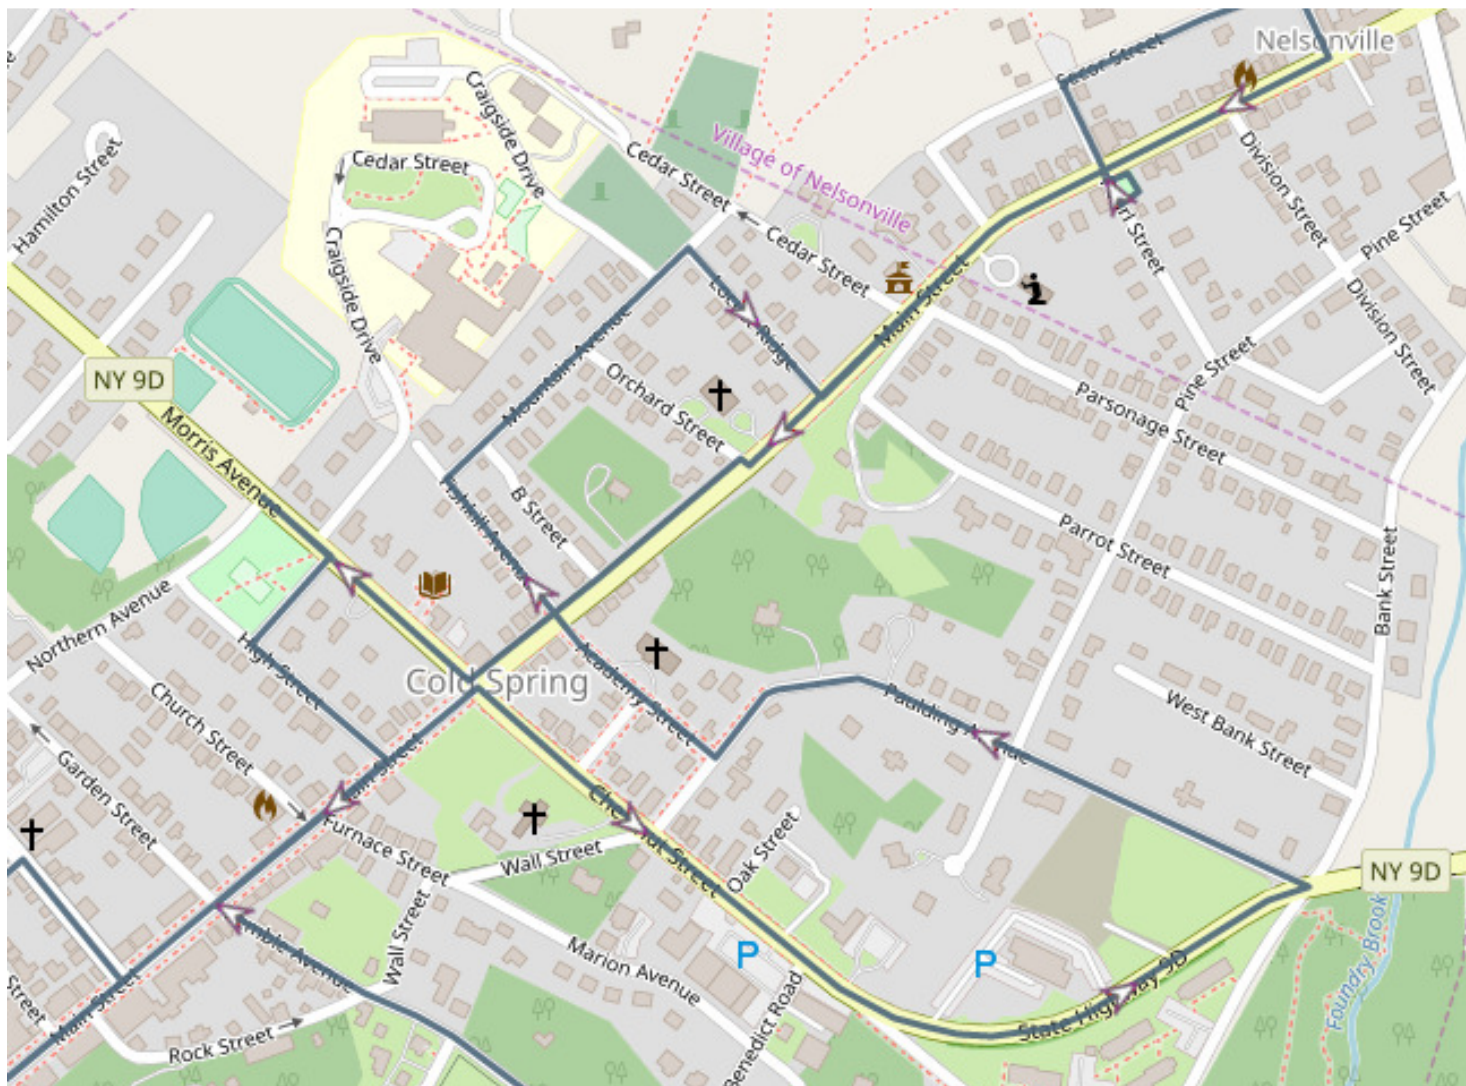 Nelsonville
Cedar Street
Craigside Drive
Village of Nelsonville
Cedar Street
Cedar Street
Hamilton Street
Division Street
Pine Street
Cedar Street
Craigside Drive
Main Street
Division Street
Mountain Avenue
Pine Street
NY 9D
Orchard Street
Parsonage Street
Morris Avenue
B Street
Parrot Street
Bank Street
Northern Avenue
High Street
Academy Street
Cold Spring
Church Street
Paulding Avenue
West Bank Street
Garden Street
Chestnut Street
Furnace Street
Wall Street
Oak Street
NY 9D
Wall Street
Marion Avenue
P
P
Main Street
Street
State Highway 9D
Foundry Brook
Rock Street
Benedict Road